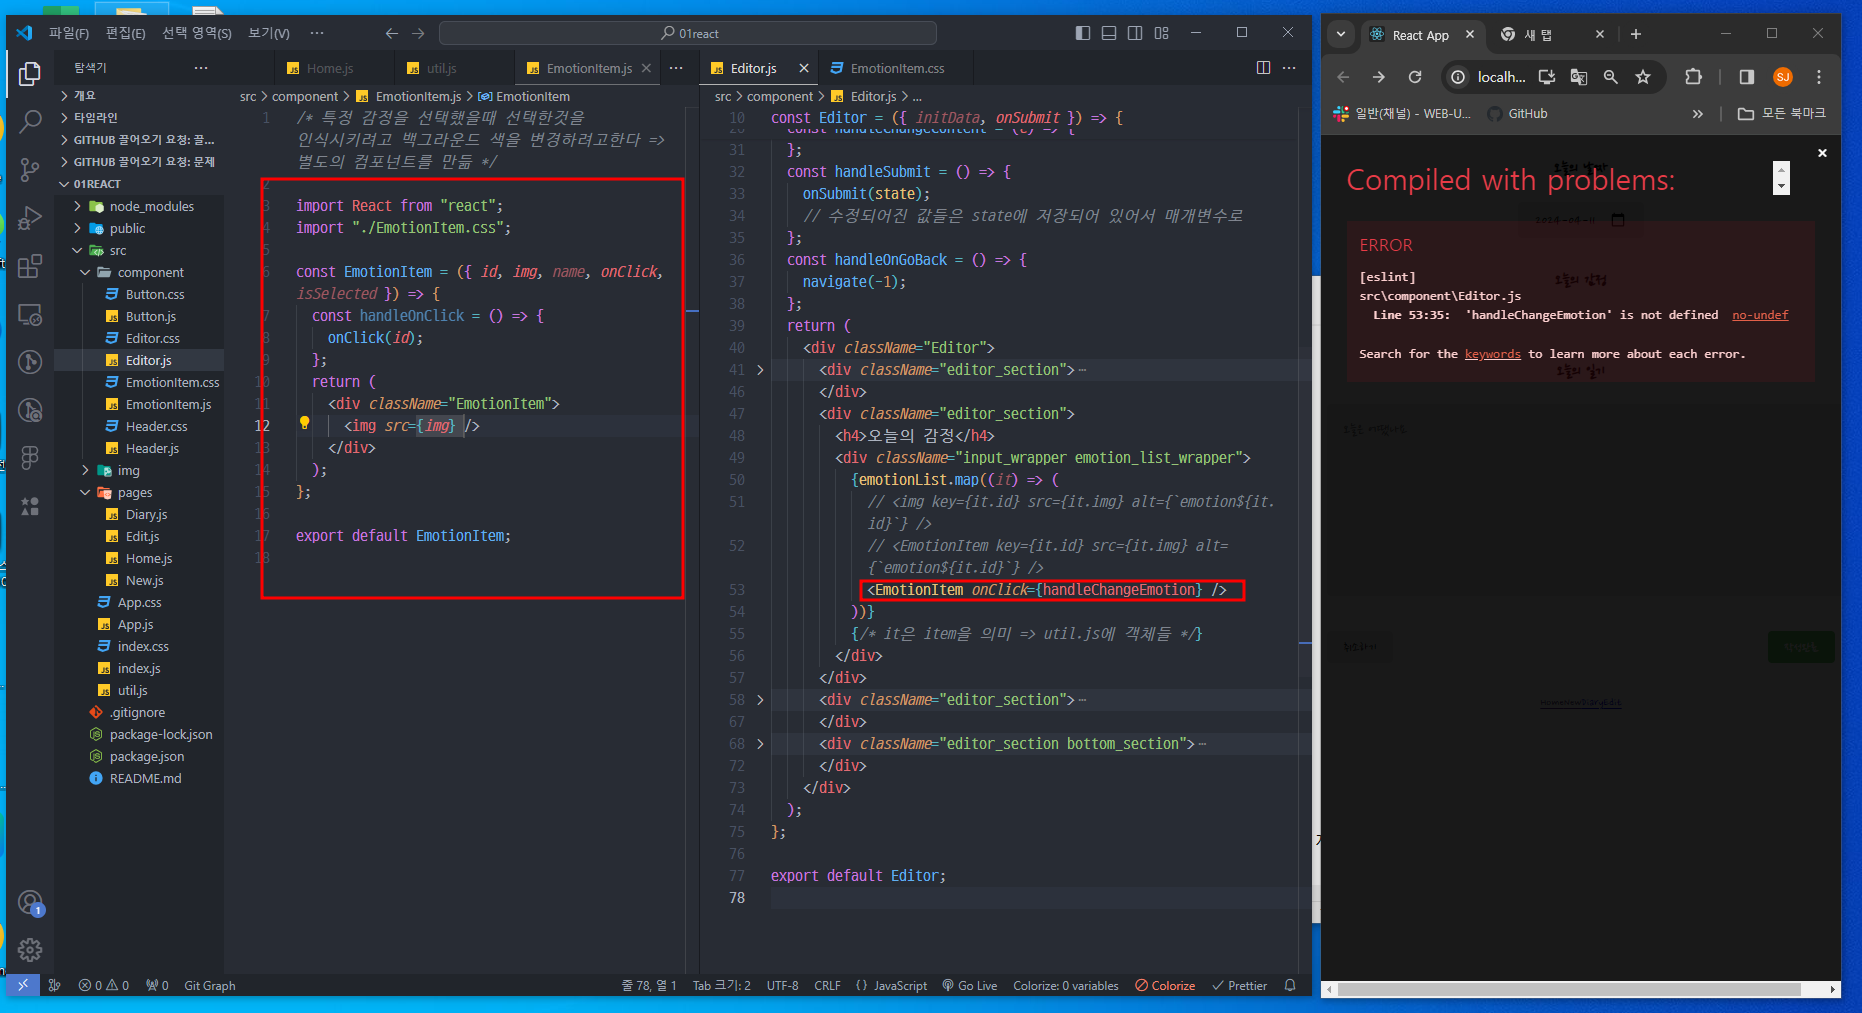 파일(F) 편집(E) 선택 영역(S) 보기(V) ··· 01react
탐색기 ···
개요
타임라인
GITHUB 끌어오기 요청: 끌...
GITHUB 끌어오기 요청: 문제
01REACT
node_modules
public
src
component
Button.css
Button.js
Editor.css
Editor.js
EmotionItem.css
EmotionItem.js
Header.css
Header.js
img
pages
Diary.js
Edit.js
Home.js
New.js
App.css
App.js
index.css
index.js
util.js
.gitignore
package-lock.json
package.json
README.md
Home.js util.js EmotionItem.js ···
src > component > EmotionItem.js > EmotionItem
1 /* 특정 감정을 선택했을때 선택한것을
인식시키려고 백그라운드 색을 변경하려고한다 =>
별도의 컴포넌트를 만듦 */
2
3 import React from "react";
4 import "./EmotionItem.css";
5
6 const EmotionItem = ({ id, img, name, onClick,
isSelected }) => {
7 const handleOnClick = () => {
8 onClick(id);
9 };
10 return (
11 <div className="EmotionItem">
12 <img src={img} />
13 </div>
14 );
15 };
16
17 export default EmotionItem;
18
Editor.js EmotionItem.css ···
src > component > Editor.js > ...
10 const Editor = ({ initData, onSubmit }) => {
31 };
32 const handleSubmit = () => {
33 onSubmit(state);
34 // 수정되어진 값들은 state에 저장되어 있어서 매개변수로
35 };
36 const handleOnGoBack = () => {
37 navigate(-1);
38 };
39 return (
40 <div className="Editor">
41 <div className="editor_section">···
46 </div>
47 <div className="editor_section">
48 <h4>오늘의 감정</h4>
49 <div className="input_wrapper emotion_list_wrapper">
50 {emotionList.map((it) => (
51 // <img key={it.id} src={it.img} alt={`emotion${it.
id}`} />
52 // <EmotionItem key={it.id} src={it.img} alt=
{`emotion${it.id}`} />
53 <EmotionItem onClick={handleChangeEmotion} />
54 ))}
55 {/* it은 item을 의미 => util.js에 객체들 */}
56 </div>
57 </div>
58 <div className="editor_section">···
67 </div>
68 <div className="editor_section bottom_section">···
72 </div>
73 </div>
74 );
75 };
76
77 export default Editor;
78
1
0 0 0 Git Graph 줄 78, 열 1 Tab 크기: 2 UTF-8 CRLF {} JavaScript Go Live Colorize: 0 variables Colorize Prettier
React App 새 탭
localh... SJ
일반(채널) - WEB-U... GitHub » 모든 북마크
Compiled with problems:
ERROR
[eslint]
src\component\Editor.js
Line 53:35: 'handleChangeEmotion' is not defined no-undef
Search for the keywords to learn more about each error.
오늘의 감정
오늘의 일기
취소하기